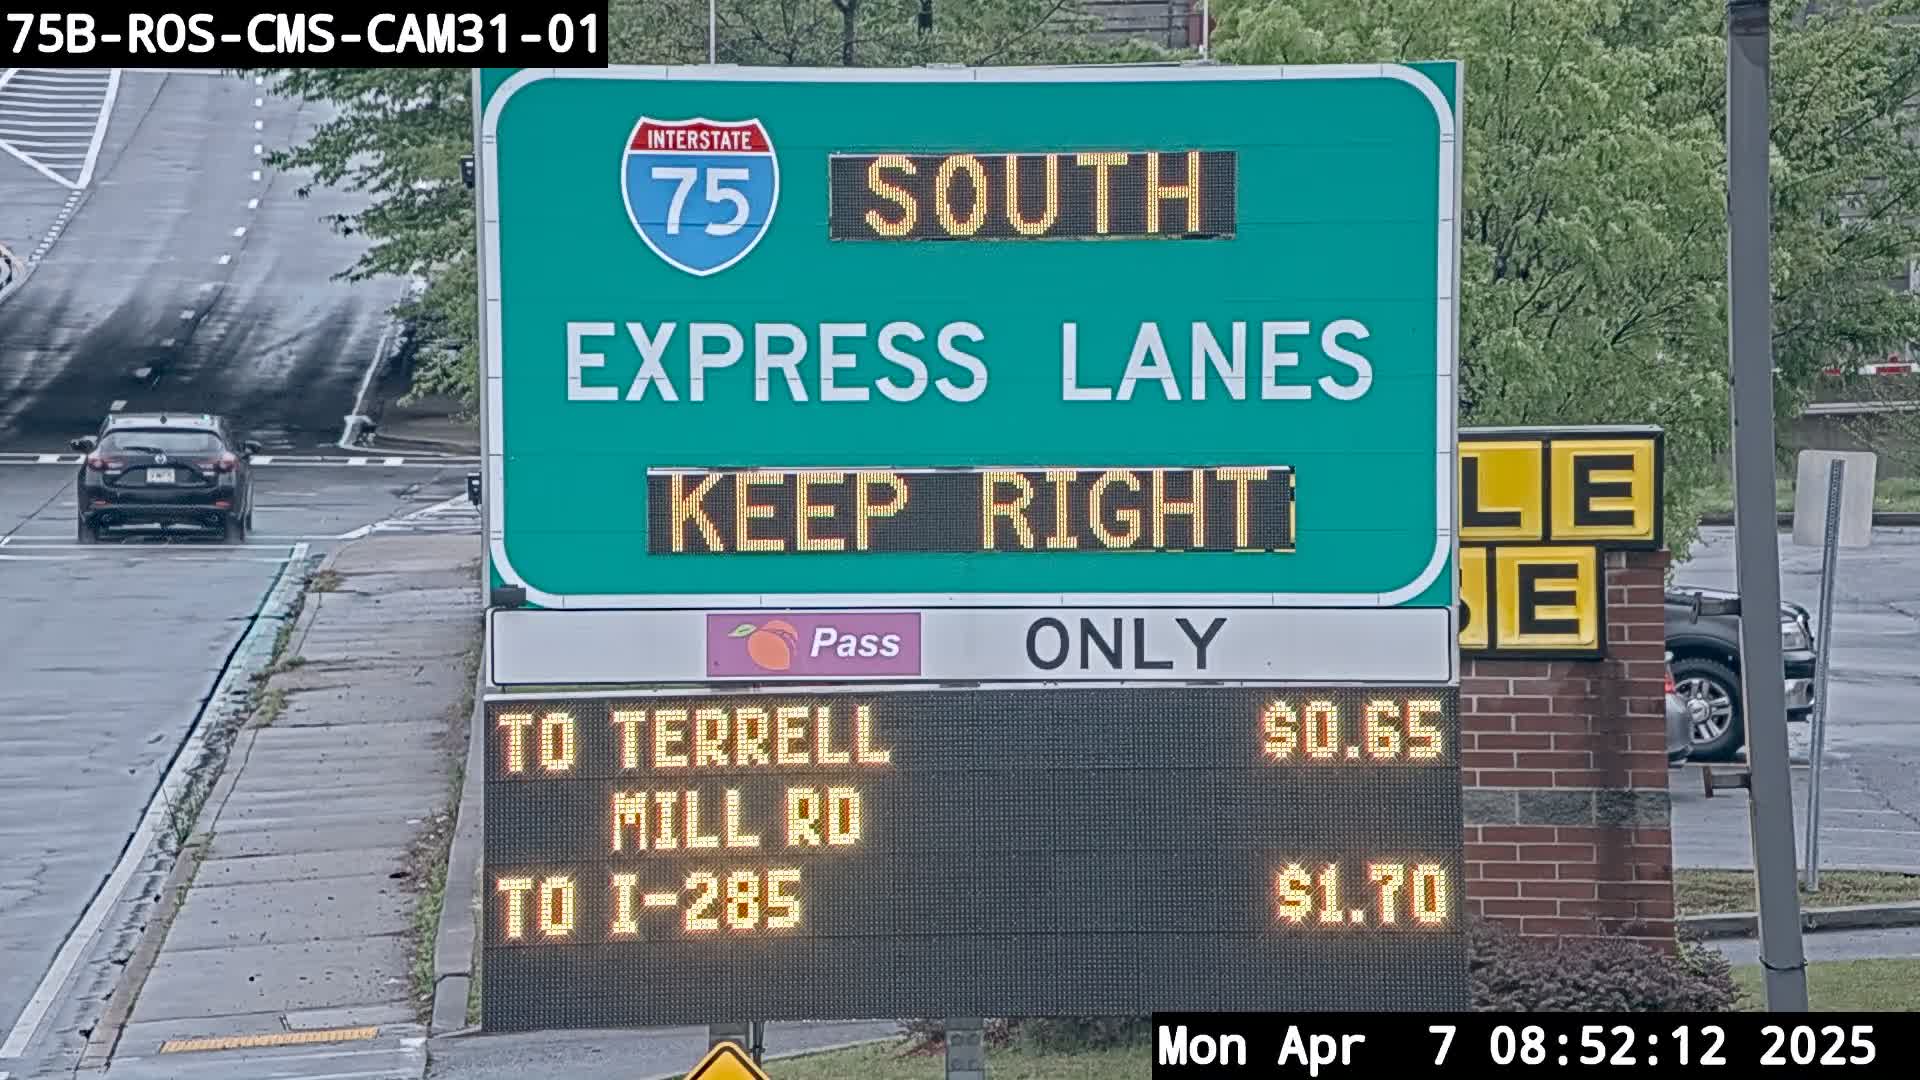 75B-ROS-CMS-CAM31-01
INTERSTATE
75
SOUTH
EXPRESS LANES
KEEP RIGHT
LE
E
Pass
ONLY
TO TERRELL $0.65
MILL RD
TO I-285 $1.70
Mon Apr 7 08:52:12 2025